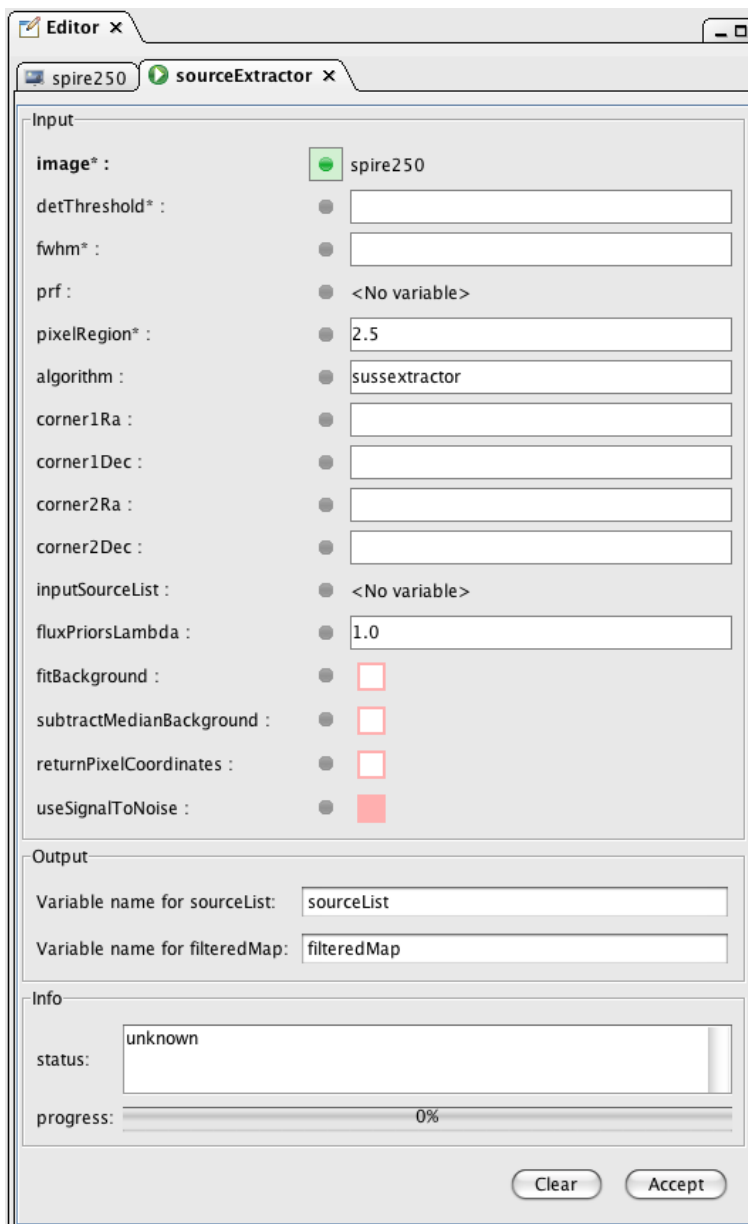 Editor
spire250 sourceExtractor
Input
image* : spire250
detThreshold* :
fwhm* :
prf : <No variable>
pixelRegion* : 2.5
algorithm : sussextractor
corner1Ra :
corner1Dec :
corner2Ra :
corner2Dec :
inputSourceList : <No variable>
fluxPriorsLambda : 1.0
fitBackground :
subtractMedianBackground :
returnPixelCoordinates :
useSignalToNoise :
Output
Variable name for sourceList: sourceList
Variable name for filteredMap: filteredMap
Info
status: unknown
progress: 0%
Clear Accept